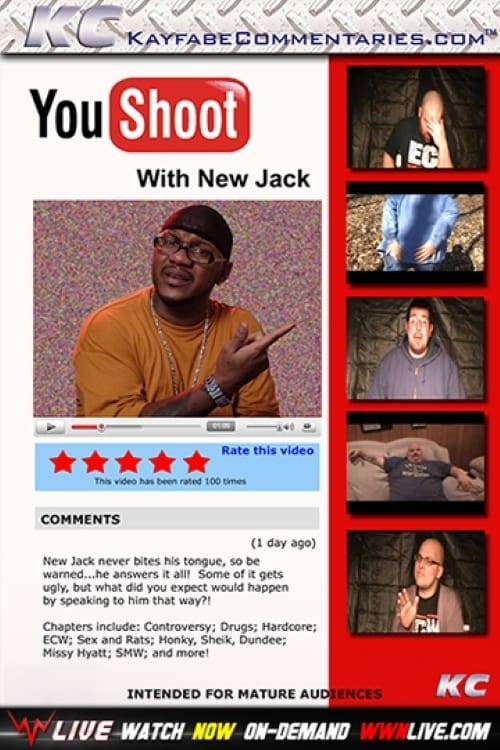 KC KAYFABECOMMENTARIES.COM™
You Shoot
With New Jack
01:05
Rate this video
This video has been rated 100 times
COMMENTS
(1 day ago)
New Jack never bites his tongue, so be
warned...he answers it all!  Some of it gets
ugly, but what did you expect would happen
by speaking to him that way?!
Chapters include: Controversy; Drugs; Hardcore;
ECW; Sex and Rats; Honky, Sheik, Dundee;
Missy Hyatt; SMW; and more!
KC
INTENDED FOR MATURE AUDIENCES
LIVE WATCH NOW ON-DEMAND WWNLIVE.COM